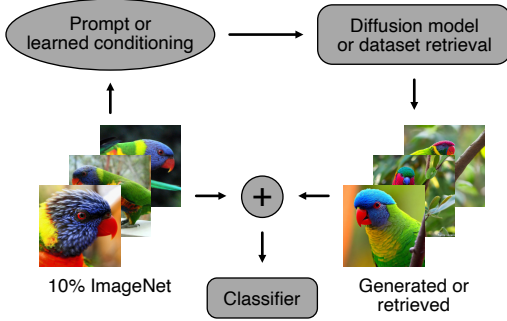 Prompt or
learned conditioning
Diffusion model
or dataset retrieval
+
10% ImageNet
Classifier
Generated or
retrieved